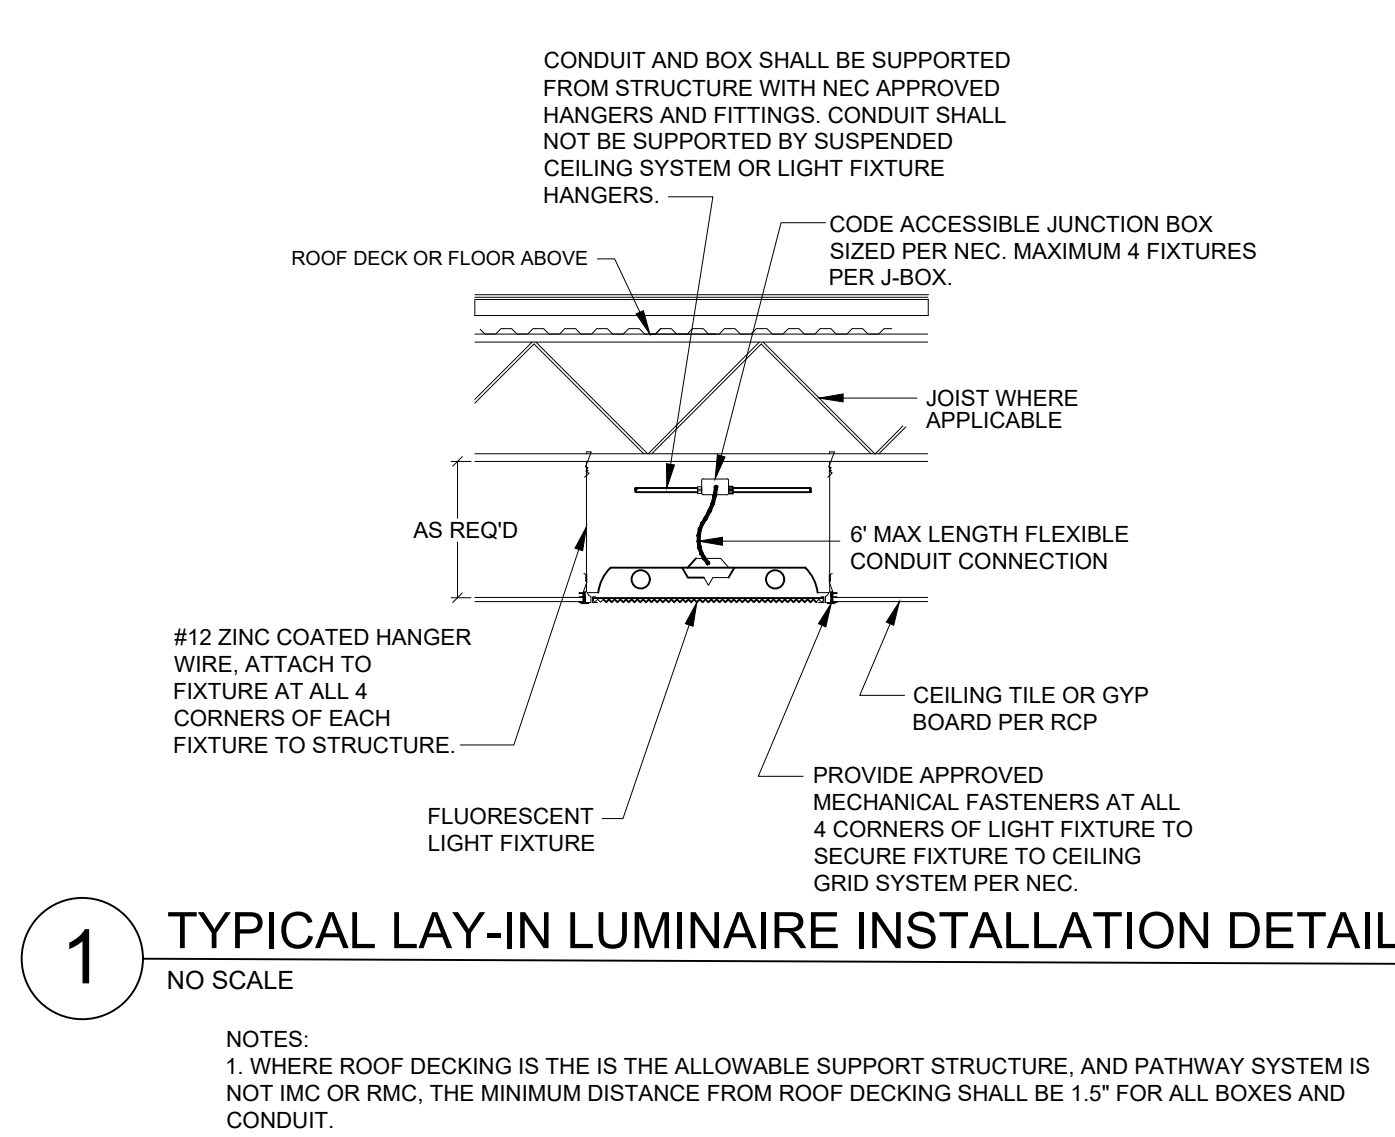 CONDUIT AND BOX SHALL BE SUPPORTED
FROM STRUCTURE WITH NEC APPROVED
HANGERS AND FITTINGS. CONDUIT SHALL
NOT BE SUPPORTED BY SUSPENDED
CEILING SYSTEM OR LIGHT FIXTURE
HANGERS.
CODE ACCESSIBLE JUNCTION BOX
SIZED PER NEC. MAXIMUM 4 FIXTURES
PER J-BOX.
ROOF DECK OR FLOOR ABOVE
JOIST WHERE
APPLICABLE
AS REQ'D
6' MAX LENGTH FLEXIBLE
CONDUIT CONNECTION
#12 ZINC COATED HANGER
WIRE, ATTACH TO
FIXTURE AT ALL 4
CORNERS OF EACH
FIXTURE TO STRUCTURE.
CEILING TILE OR GYP
BOARD PER RCP
PROVIDE APPROVED
MECHANICAL FASTENERS AT ALL
4 CORNERS OF LIGHT FIXTURE TO
SECURE FIXTURE TO CEILING
GRID SYSTEM PER NEC.
FLUORESCENT
LIGHT FIXTURE
1
TYPICAL LAY-IN LUMINAIRE INSTALLATION DETAIL
NO SCALE
NOTES:
1. WHERE ROOF DECKING IS THE IS THE ALLOWABLE SUPPORT STRUCTURE, AND PATHWAY SYSTEM IS
NOT IMC OR RMC, THE MINIMUM DISTANCE FROM ROOF DECKING SHALL BE 1.5" FOR ALL BOXES AND
CONDUIT.